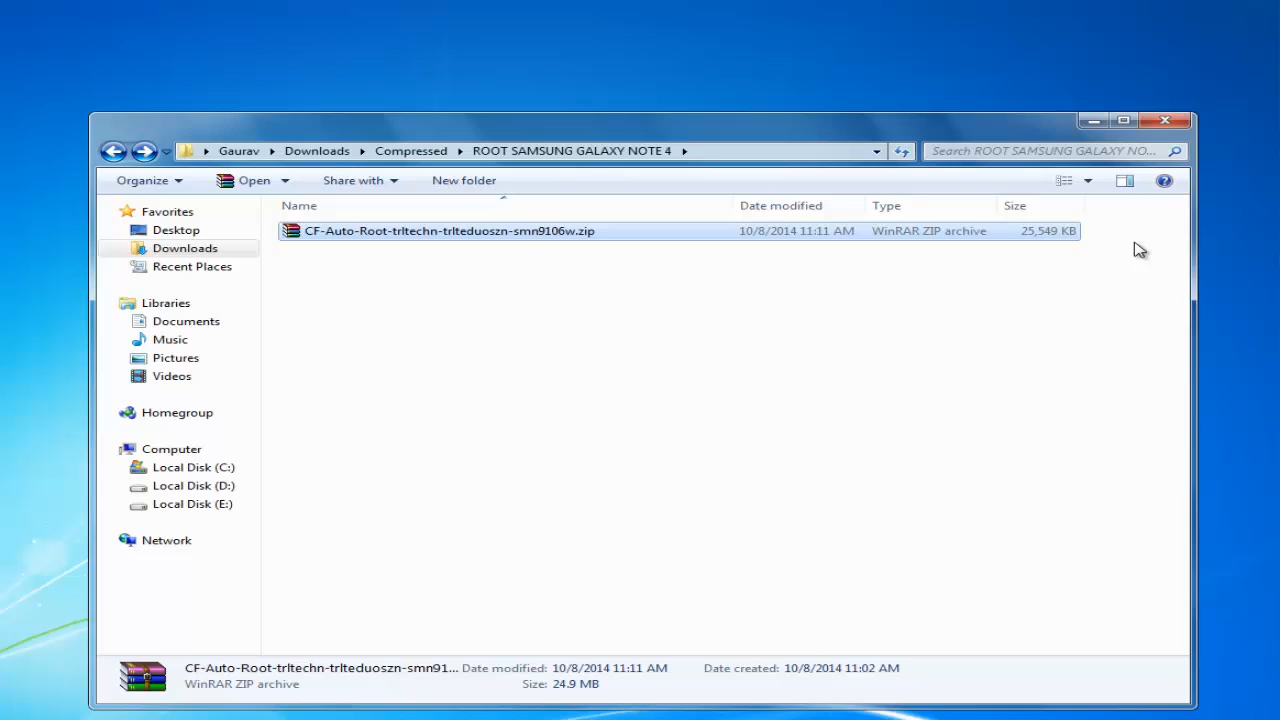 Gaurav Downloads Compressed ROOT SAMSUNG GALAXY NOTE 4 Search ROOT SAMSUNG GALAXY NO...
Organize Open Share with New folder
Name Date modified Type Size
CF-Auto-Root-trltechn-trlteduoszn-smn9106w.zip 10/8/2014 11:11 AM WinRAR ZIP archive 25,549 KB
Favorites
Desktop
Downloads
Recent Places
Libraries
Documents
Music
Pictures
Videos
Homegroup
Computer
Local Disk (C:)
Local Disk (D:)
Local Disk (E:)
Network
CF-Auto-Root-trltechn-trlteduoszn-smn91... Date modified: 10/8/2014 11:11 AM Date created: 10/8/2014 11:02 AM
WinRAR ZIP archive Size: 24.9 MB